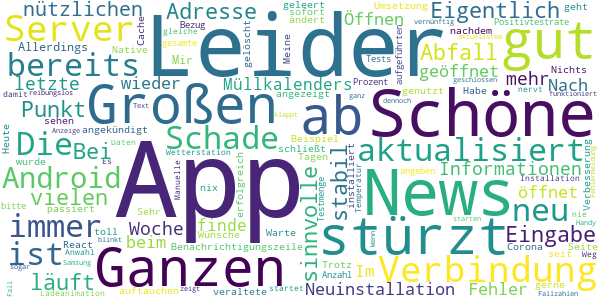 nützlichen Adresse geleert sofort ändert Bezug Öffnen Eigentlich Umsetzung Positivtestrate geht
Server Leider gut
Allerdings Native Mir Meine gelöscht gleiche gesamte Tests aufgeführten vernünftig
bereits letzte wieder Müllkalenders geöffnet Abfall mehr nachdem Nichts Nach
Punkt Großen ab Schöne
angezeigt Prozent genutzt Habe nervt funktioniert
damit reibungslos sehen angekündigt Text Anzeige klappt ganz dennoch geschlossen
Die Bei Schade aktualisiert
Heute wurde Daten Es Wetterstation Beispiel schließt Tagen
Android App News Informationen
vielen nix erfolgreich sinnvolle stabil installiert Temperatur angeben öffnet neu Verbesserung
bitte passiert Manuelle Testmenge Installation
immer Woche Sehr finde Wünsche stürzt Eingabe
React toll beim Benachrichtigungszeile Corona nie Handy
ist Anwahl blinkt Warte Trotz Im seit Seite Weg
läuft Ganzen Verbindung
sogar Samsung auftauchen Anzahl starten Wenn gerne
Fall Ladeanimation zeigt veraltete startet Neuinstallation Fehler Fallzahlen